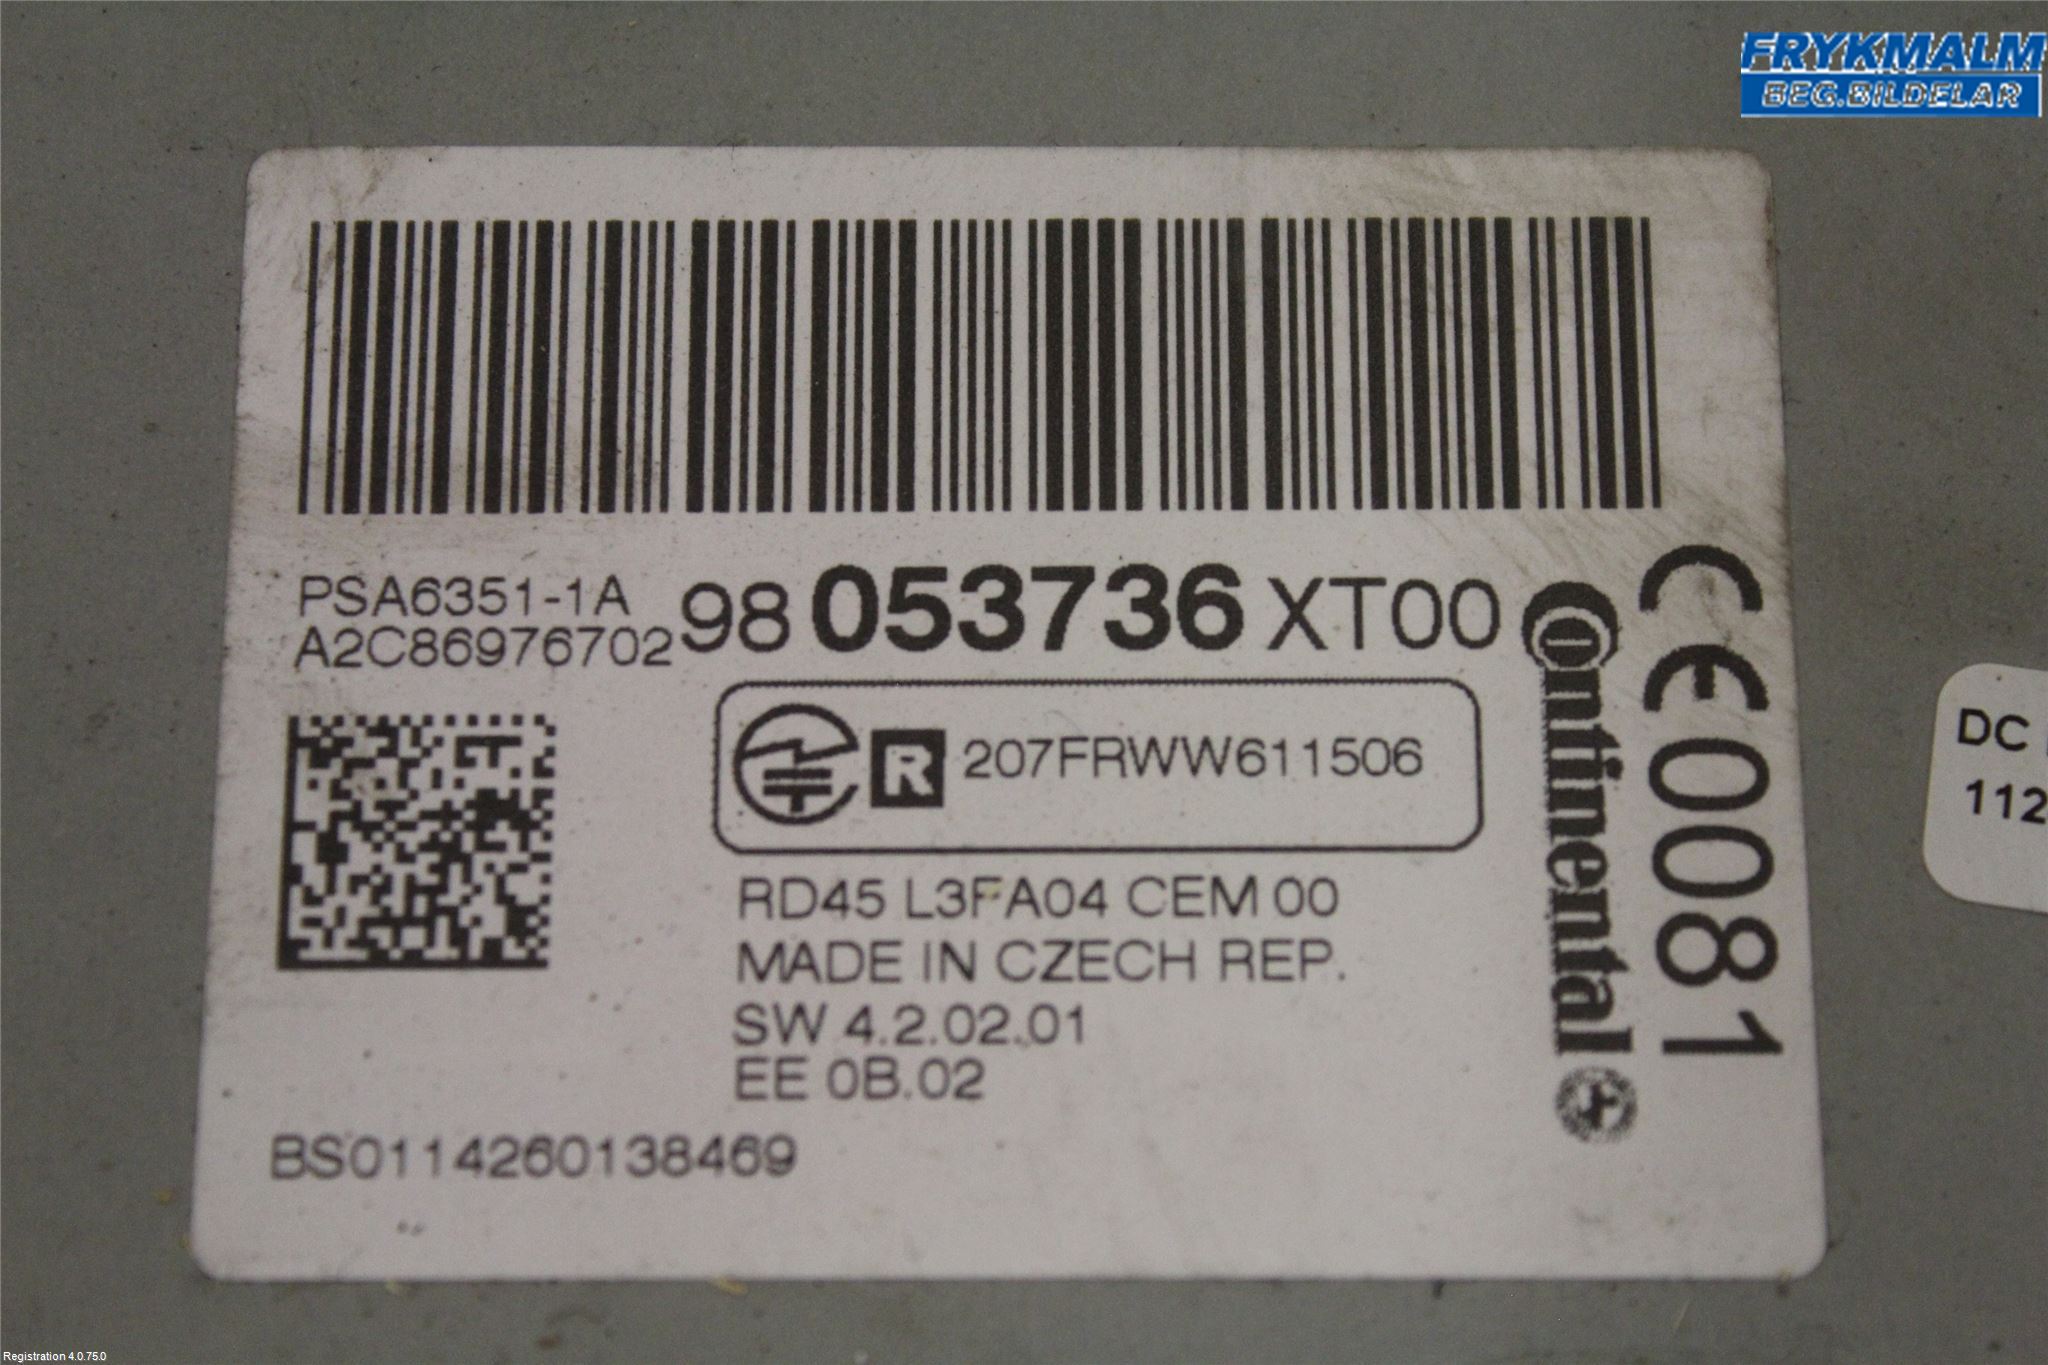 FRYKMALM
BEG.BILDELAR
PSA6351-1A
A2C86976702
98 053736 XT00
R 207FRWW611506
RD45 L3FA04 CEM 00
MADE IN CZECH REP.
SW 4.2.02.01
EE 0B.02
BS0114260138469
Continental
CE0081
DC
112
Registration 4.0.75.0